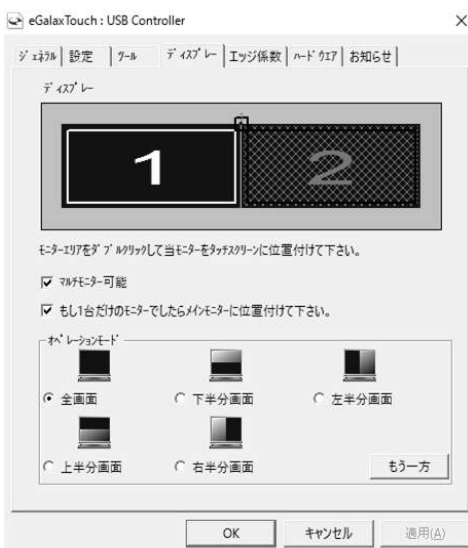 eGalaxTouch : USB Controller
ジェネラル 設定 ツール ディスプレー エッジ係数 ハードウエア お知らせ
ディスプレー
1 2
モニターエリアをダブルクリックして当モニターをタッチスクリーンに位置付けて下さい。
マルチモニター可能
もし1台だけのモニターでしたらメインモニターに位置付けて下さい。
オペレーションモード
全画面 下半分画面 左半分画面
上半分画面 右半分画面 もう一方
OK キャンセル 適用(A)